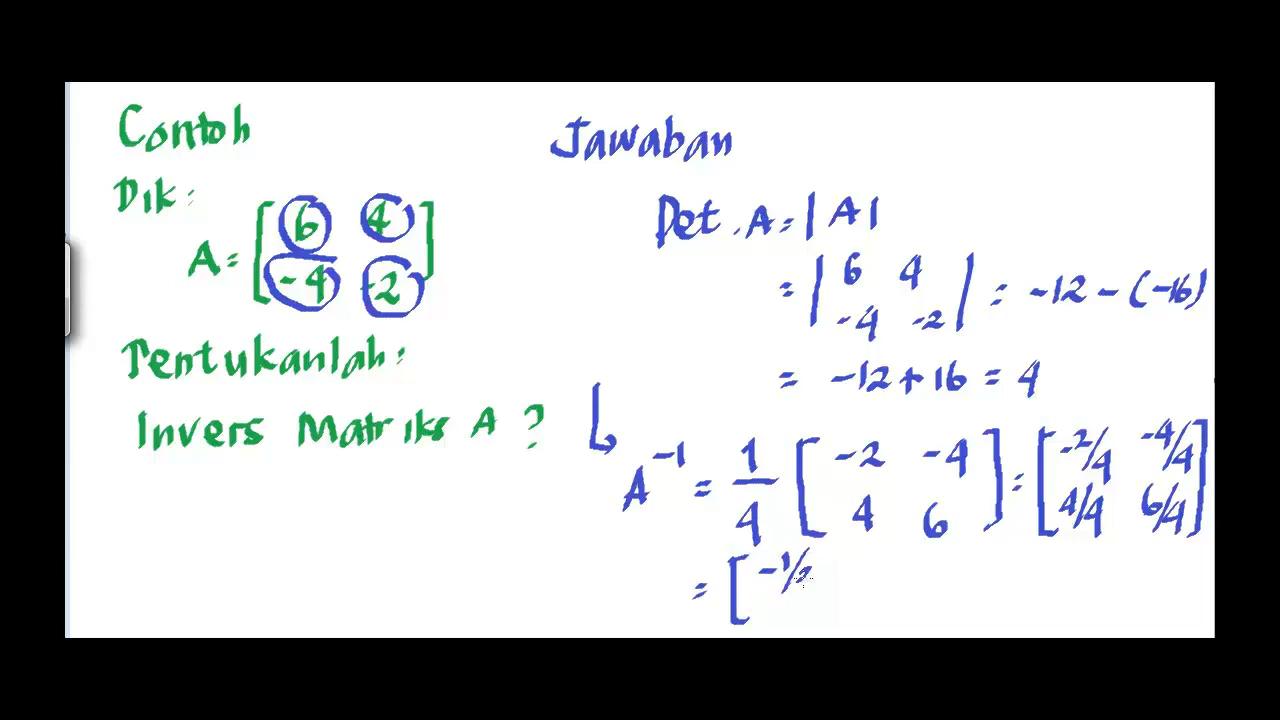 Contoh
Dik:
A = [ 6 4
-4 -2 ]
Tentukanlah:
Invers Matriks A ?
Jawaban
Det. A = | A |
= | 6 4
-4 -2 | = -12 - (-16)
= -12 + 16 = 4
A⁻¹ = 1/4 [ -2 -4
4 6 ] = [ -2/4 -4/4
4/4 6/4 ]
= [ -1/2